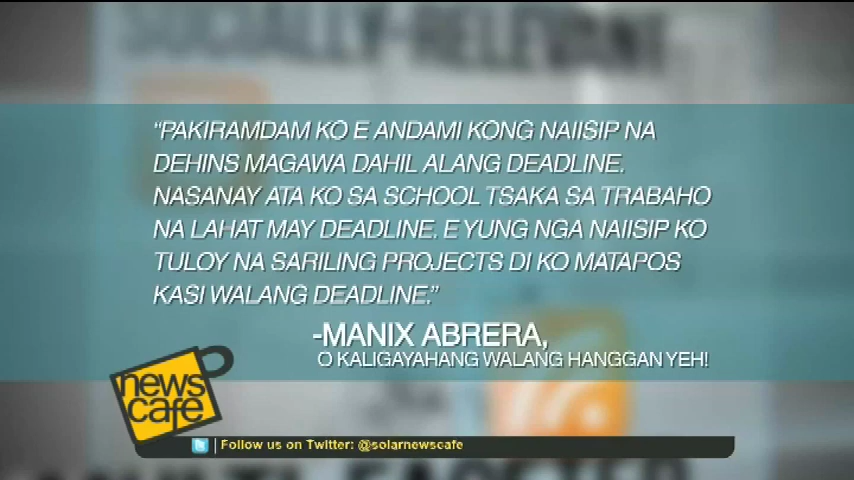 SOCIALLY-RELEVANT
"PAKIRAMDAM KO E ANDAMI KONG NAIISIP NA
DEHINS MAGAWA DAHIL ALANG DEADLINE.
NASANAY ATA KO SA SCHOOL TSAKA SA TRABAHO
NA LAHAT MAY DEADLINE. E YUNG NGA NAIISIP KO
TULOY NA SARILING PROJECTS DI KO MATAPOS
KASI WALANG DEADLINE."
-MANIX ABRERA,
O KALIGAYAHANG WALANG HANGGAN YEH!
news
cafe
Follow us on Twitter: @solarnewscafe